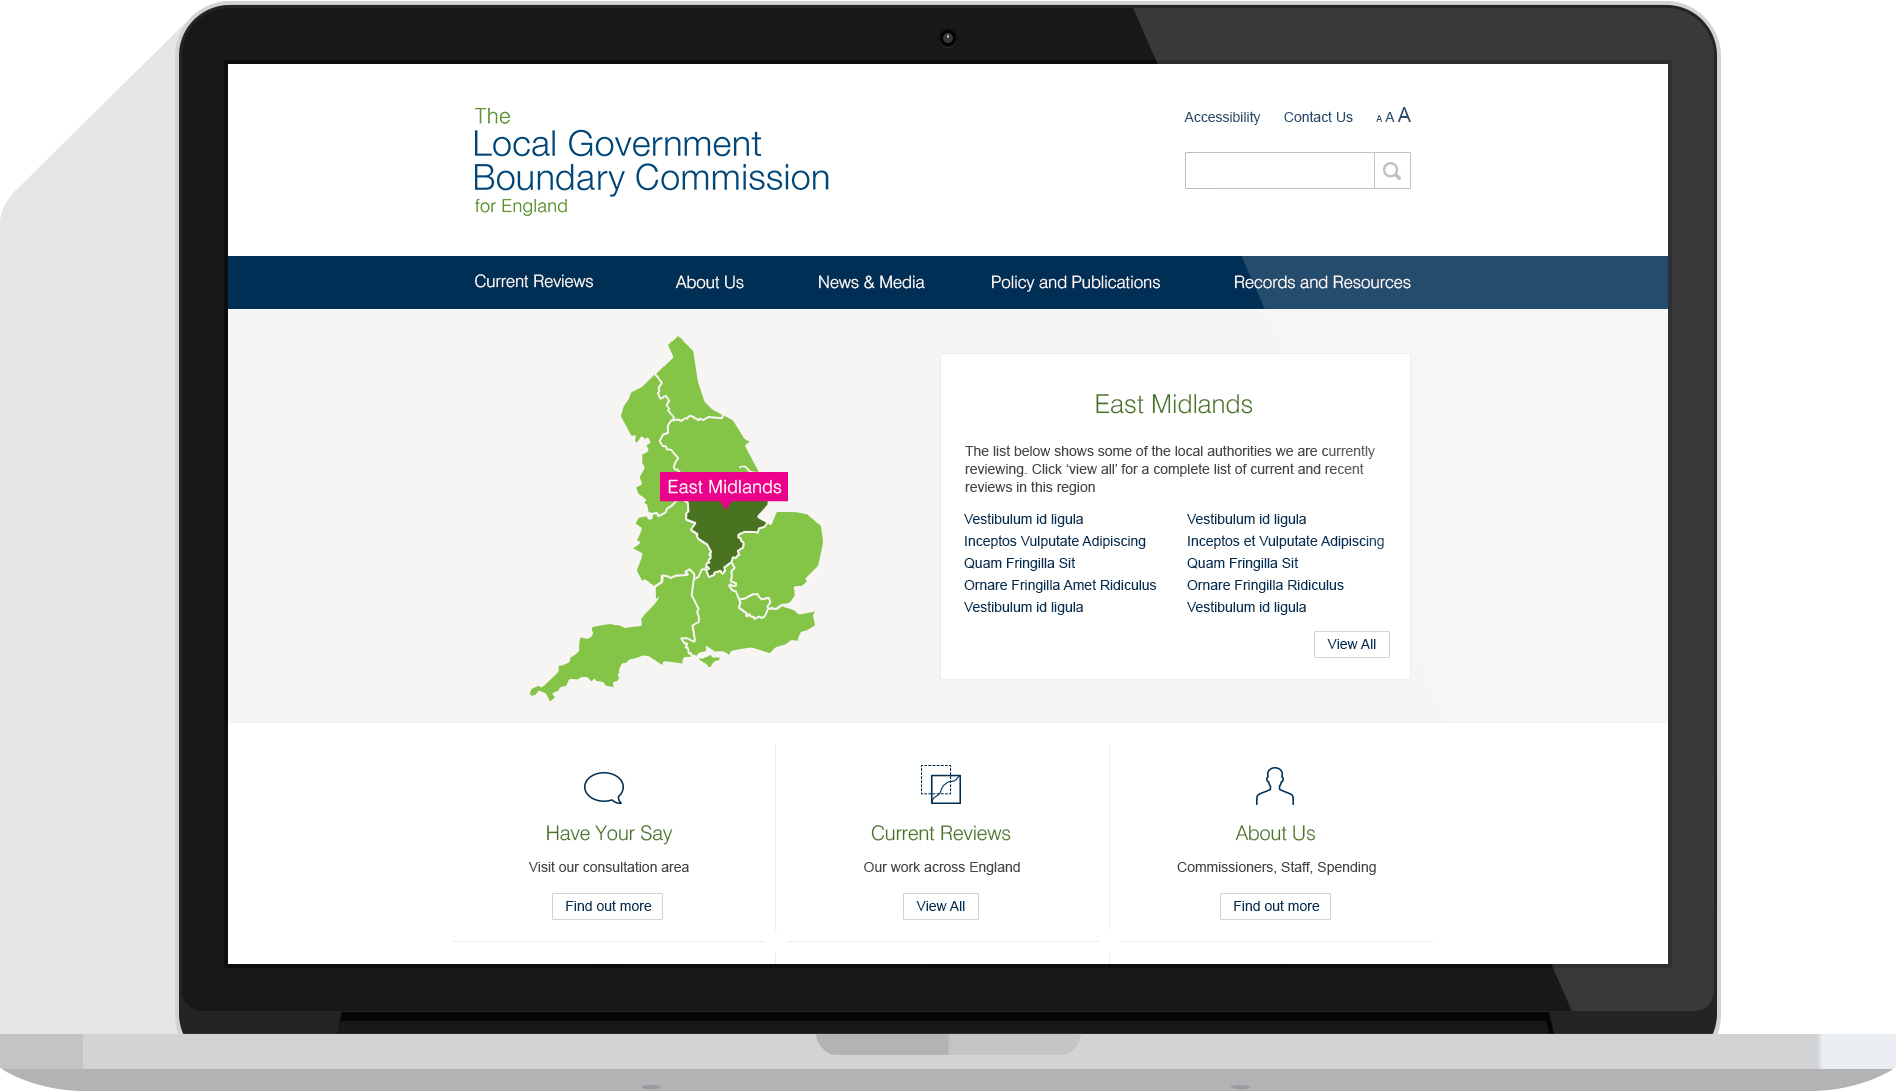 The
Local Government
Boundary Commission
for England
Accessibility
Contact Us
A A A
Current Reviews
About Us
News & Media
Policy and Publications
Records and Resources
East Midlands
East Midlands
The list below shows some of the local authorities we are currently
reviewing. Click ‘view all’ for a complete list of current and recent
reviews in this region
Vestibulum id ligula
Inceptos Vulputate Adipiscing
Quam Fringilla Sit
Ornare Fringilla Amet Ridiculus
Vestibulum id ligula
Vestibulum id ligula
Inceptos et Vulputate Adipiscing
Quam Fringilla Sit
Ornare Fringilla Ridiculus
Vestibulum id ligula
View All
Have Your Say
Visit our consultation area
Find out more
Current Reviews
Our work across England
View All
About Us
Commissioners, Staff, Spending
Find out more